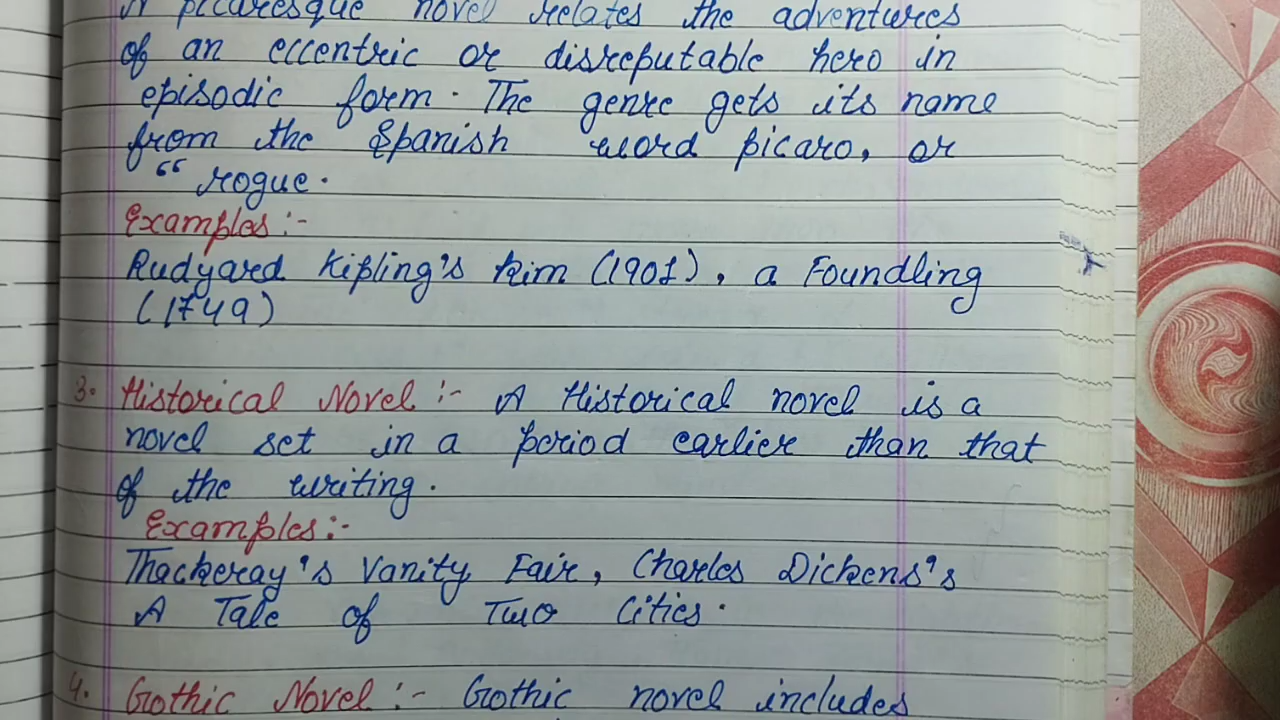 A picaresque novel relates the adventures
of an eccentric or disreputable hero in
episodic form. The genre gets its name
from the Spanish word picaro, or
“ rogue.
Examples :-
Rudyard Kipling's Kim (1901), a Foundling
(1749)
3. Historical Novel :- A Historical novel is a
novel set in a period earlier than that
of the writing.
Examples :-
Thackeray's Vanity Fair, Charles Dickens's
A Tale of Two Cities.
4. Gothic Novel :- Gothic novel includes